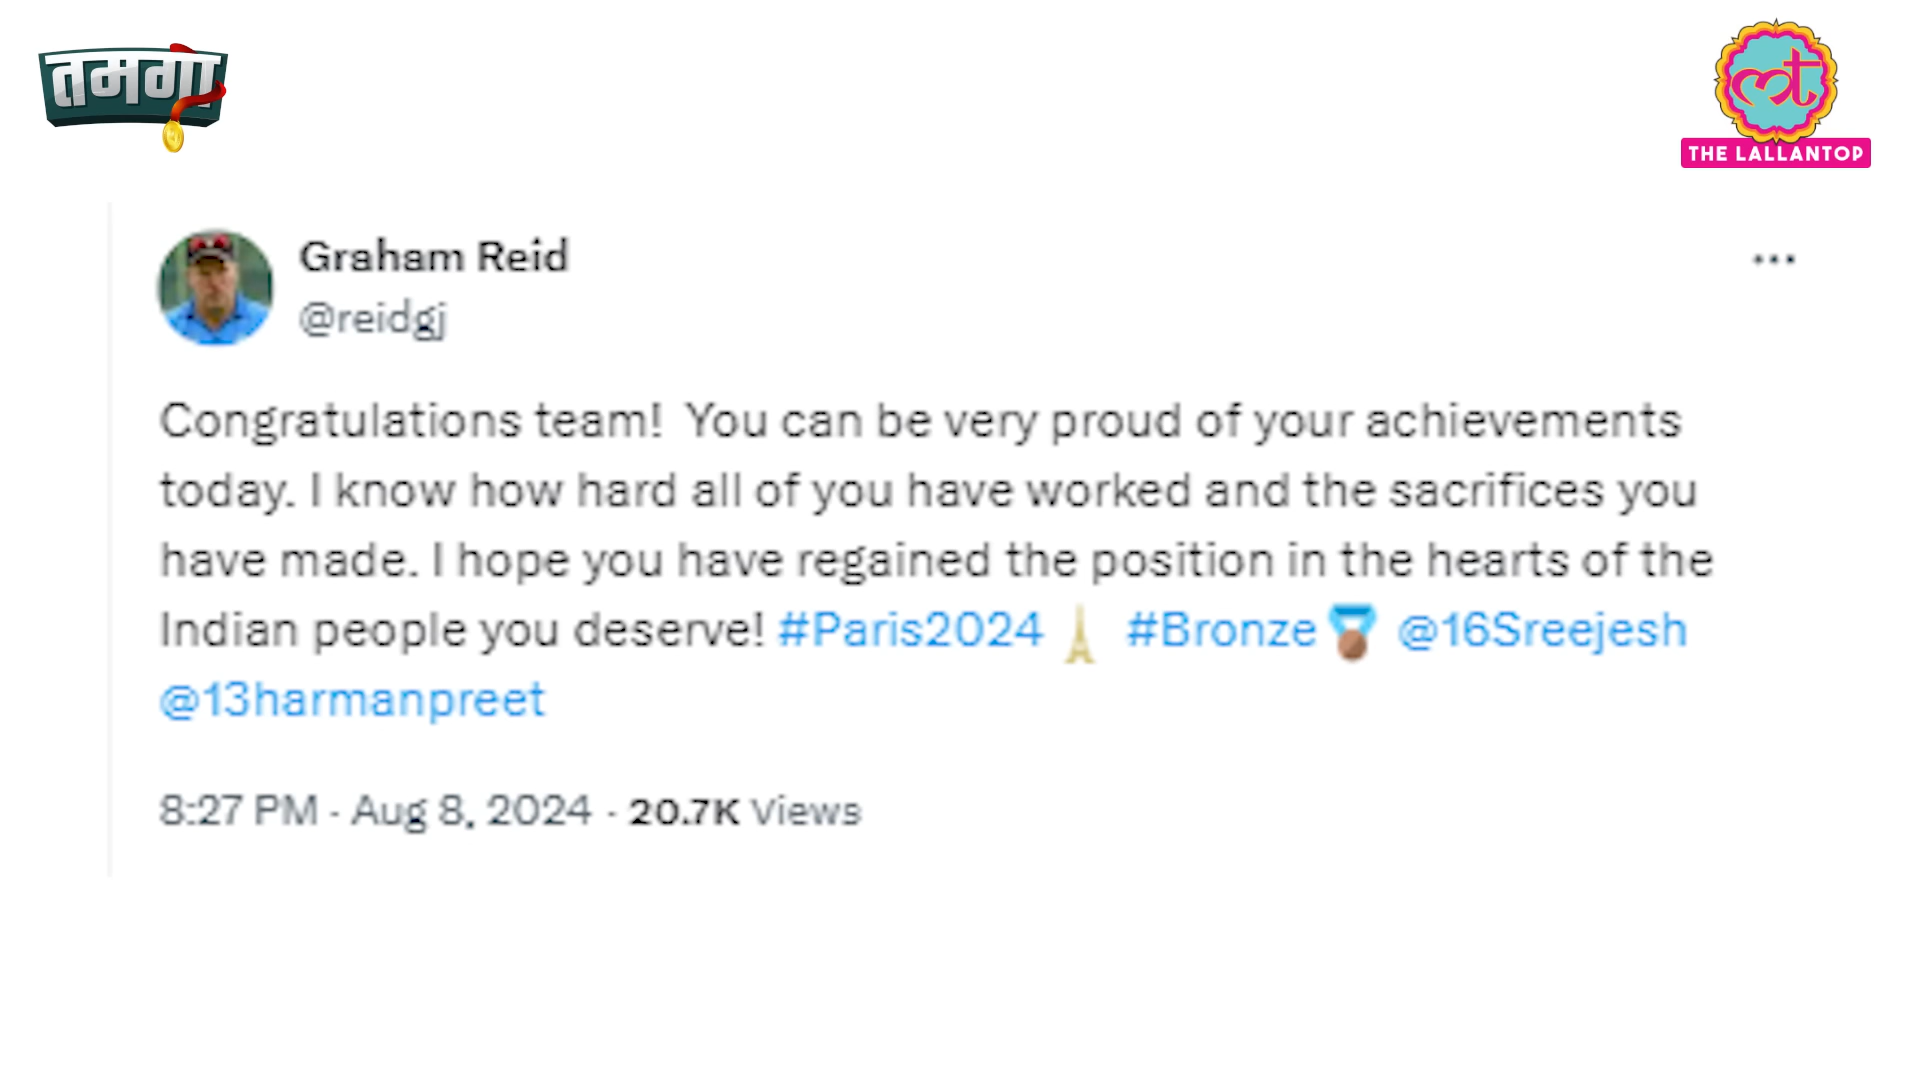 तमगा
THE LALLANTOP
Graham Reid
@reidgj
Congratulations team!  You can be very proud of your achievements
today. I know how hard all of you have worked and the sacrifices you
have made. I hope you have regained the position in the hearts of the
Indian people you deserve! #Paris2024 #Bronze🏅 @16Sreejesh
@13harmanpreet
8:27 PM · Aug 8, 2024 · 20.7K Views